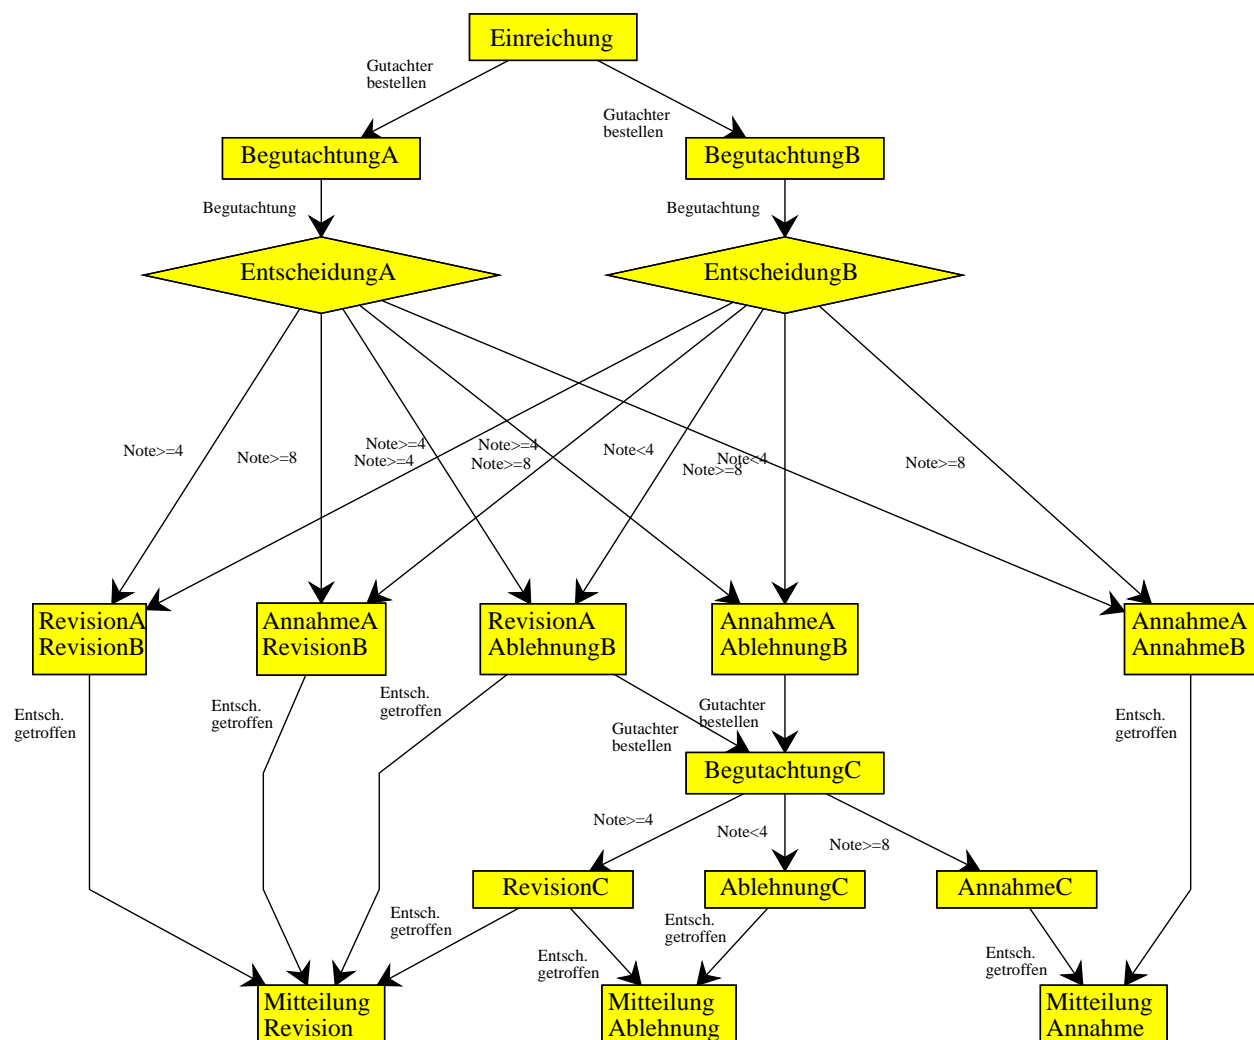 Einreichung
Gutachter
bestellen
Gutachter
bestellen
BegutachtungA
BegutachtungB
Begutachtung
Begutachtung
EntscheidungA
EntscheidungB
Note>=4
Note>=8
Note>=4
Note>=4
Note>=4
Note>=8
Note<4
Note<4
Note>=8
Note>=8
RevisionA
RevisionB
AnnahmeA
RevisionB
RevisionA
AblehnungB
AnnahmeA
AblehnungB
AnnahmeA
AnnahmeB
Entsch.
getroffen
Entsch.
getroffen
Entsch.
getroffen
Gutachter
bestellen
Gutachter
bestellen
Entsch.
getroffen
BegutachtungC
Note>=4
Note<4
Note>=8
RevisionC
AblehnungC
AnnahmeC
Entsch.
getroffen
Entsch.
getroffen
Entsch.
getroffen
Entsch.
getroffen
Mitteilung
Revision
Mitteilung
Ablehnung
Mitteilung
Annahme